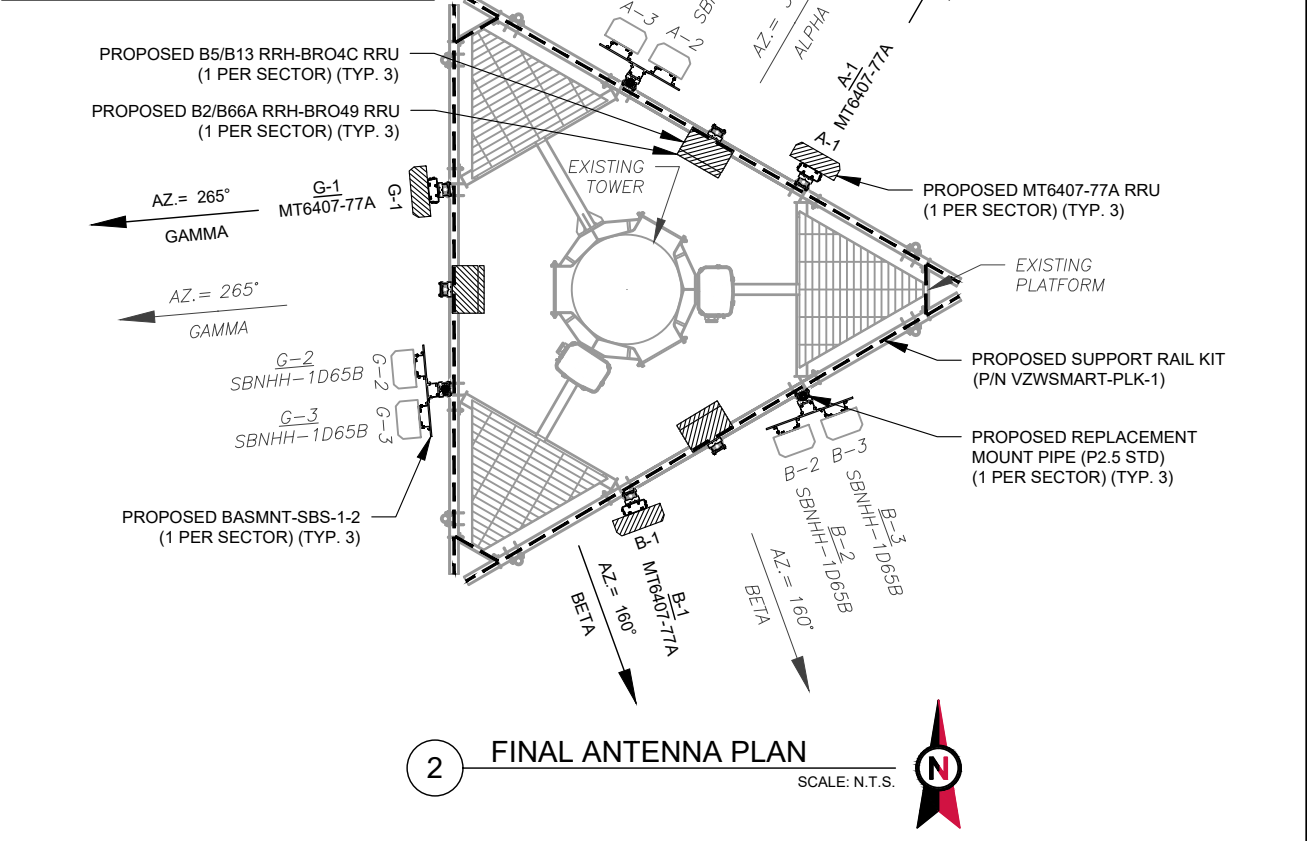 A-3
A-2
SBN
AZ.= 3
ALPHA
A-1
MT6407-77A
A-1
PROPOSED B5/B13 RRH-BRO4C RRU
(1 PER SECTOR) (TYP. 3)
PROPOSED B2/B66A RRH-BRO49 RRU
(1 PER SECTOR) (TYP. 3)
EXISTING
TOWER
PROPOSED MT6407-77A RRU
(1 PER SECTOR) (TYP. 3)
AZ.= 265°
GAMMA
G-1
MT6407-77A
G-1
EXISTING
PLATFORM
AZ.= 265°
GAMMA
G-2
SBNHH-1D65B
G-2
G-3
SBNHH-1D65B
G-3
PROPOSED SUPPORT RAIL KIT
(P/N VZWSMART-PLK-1)
PROPOSED REPLACEMENT
MOUNT PIPE (P2.5 STD)
(1 PER SECTOR) (TYP. 3)
PROPOSED BASMNT-SBS-1-2
(1 PER SECTOR) (TYP. 3)
B-1
B-1
MT6407-77A
AZ.= 160°
BETA
B-2
B-3
B-2
SBNHH-1D65B
B-3
SBNHH-1D65B
AZ.= 160°
BETA
2
FINAL ANTENNA PLAN
SCALE: N.T.S.
N